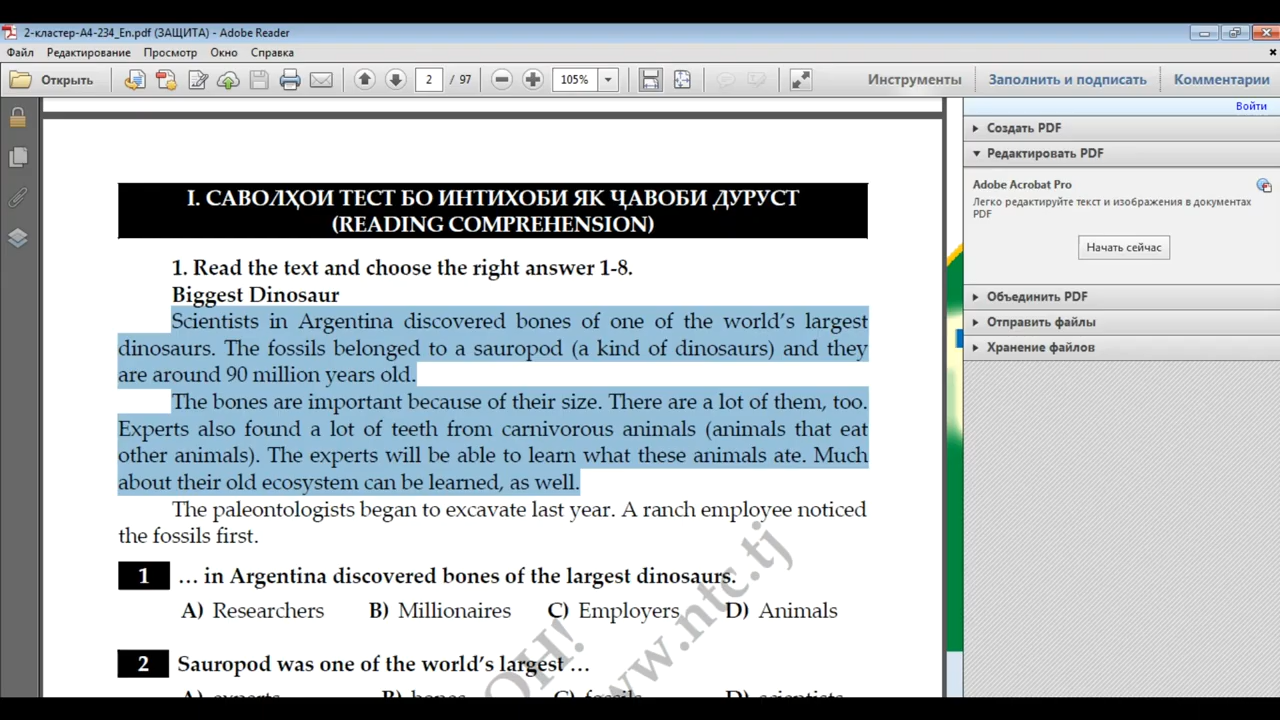 2-кластер-A4-234_En.pdf (ЗАЩИТА) - Adobe Reader
Файл Редактирование Просмотр Окно Справка
Открыть 2 / 97 105% Инструменты Заполнить и подписать Комментарии
Войти
Создать PDF
Редактировать PDF
Adobe Acrobat Pro
Легко редактируйте текст и изображения в документах
PDF
Начать сейчас
Объединить PDF
Отправить файлы
Хранение файлов
I. САВОЛҲОИ ТЕСТ БО ИНТИХОБИ ЯК ҶАВОБИ ДУРУСТ
(READING COMPREHENSION)
1. Read the text and choose the right answer 1-8.
Biggest Dinosaur
Scientists in Argentina discovered bones of one of the world's largest
dinosaurs. The fossils belonged to a sauropod (a kind of dinosaurs) and they
are around 90 million years old.
The bones are important because of their size. There are a lot of them, too.
Experts also found a lot of teeth from carnivorous animals (animals that eat
other animals). The experts will be able to learn what these animals ate. Much
about their old ecosystem can be learned, as well.
The paleontologists began to excavate last year. A ranch employee noticed
the fossils first.
1 … in Argentina discovered bones of the largest dinosaurs.
A) Researchers B) Millionaires C) Employers D) Animals
2 Sauropod was one of the world's largest …
A) experts B) bones C) fossils D) scientists
ОН!
www.ntc.tj